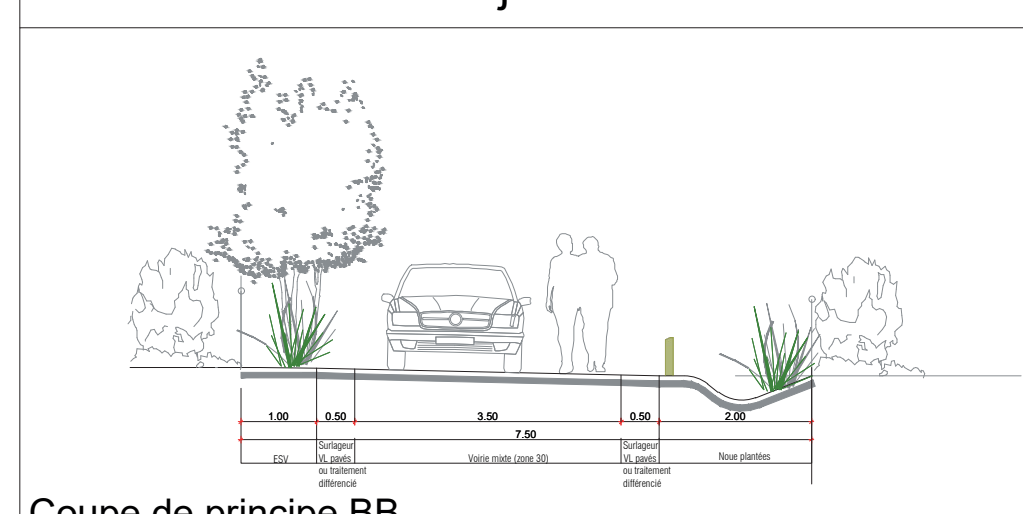 1.00 0.50 3.50 0.50 2.00
7.50
Surlageur Surlageur
ESV VL pavés Voirie mixte (zone 30) VL pavés Noue plantées
ou traitement ou traitement
différencié différencié
Coupe de principe BB